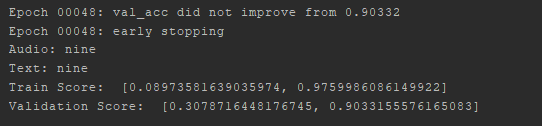 Epoch 00048: val_acc did not improve from 0.90332
Epoch 00048: early stopping
Audio: nine
Text: nine
Train Score:  [0.08973581639035974, 0.9759986086149922]
Validation Score:  [0.3078716448176745, 0.9033155576165083]